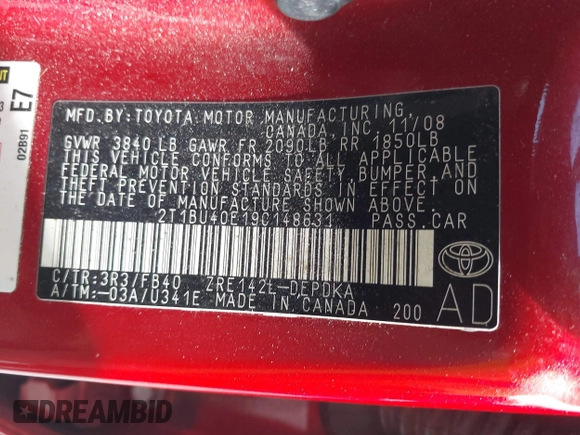 MFD.BY:TOYOTA MOTOR MANUFACTURING,
CANADA,INC. 11/08
GVWR 3840 LB GAWR FR 2090LB RR 1850LB
THIS VEHICLE CONFORMS TO ALL APPLICABLE
FEDERAL MOTOR VEHICLE SAFETY, BUMPER,AND
THEFT PREVENTION STANDARDS IN EFFECT ON
THE DATE OF MANUFACTURE SHOWN ABOVE.
2T1BU40E19C148631 PASS.CAR
C/TR:3R3/FB40 ZRE142L-DEPDKA
A/TM:-03A/U341E MADE IN CANADA 200
AD
E7
02B91
DREAMBID